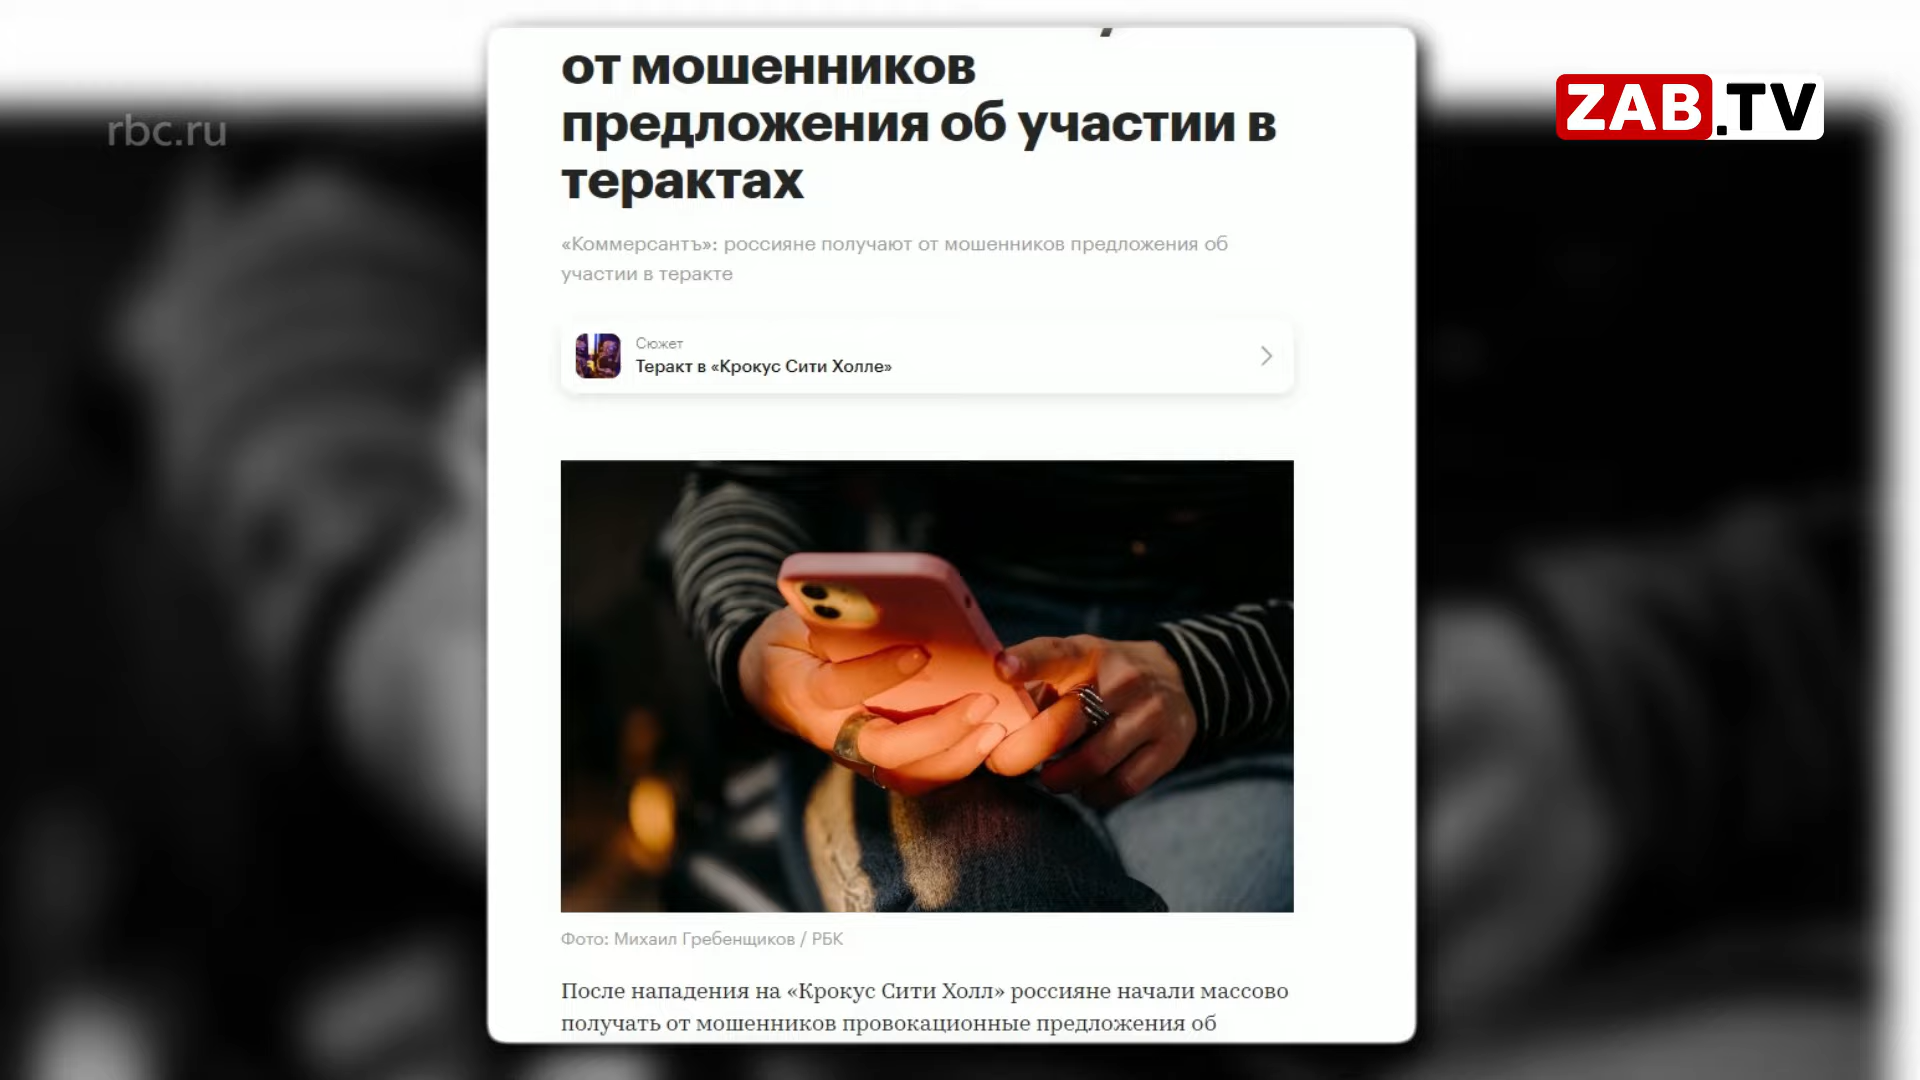 от мошенников
предложения об участии в
терактах
rbc.ru
ZAB.TV
«Коммерсантъ»: россияне получают от мошенников предложения об
участии в теракте
Сюжет
Теракт в «Крокус Сити Холле»
Фото: Михаил Гребенщиков / РБК
После нападения на «Крокус Сити Холл» россияне начали массово
получать от мошенников провокационные предложения об